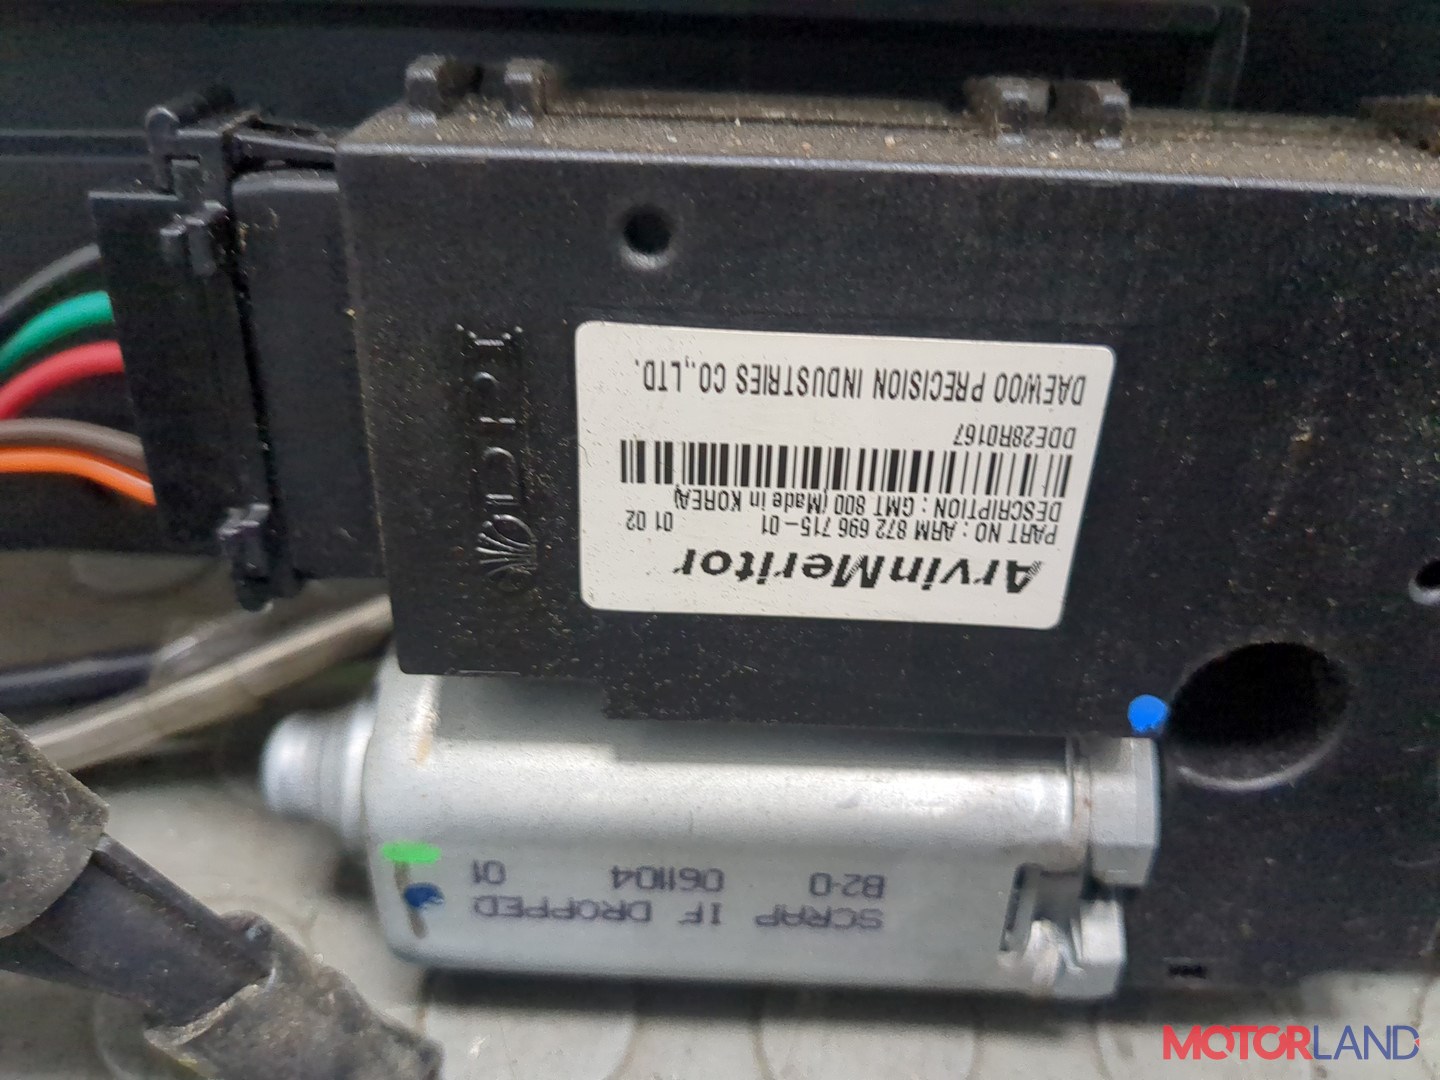 ArvinMeritor
PART NO : ARM 872 696 715-01 01 02
DESCRIPTION : GMT 800 (Made in KOREA)
DDE28R0167
DAEWOO PRECISION INDUSTRIES CO.,LTD.
SCRAP IF DROPPED
B2-0 061104 01
MOTORLAND